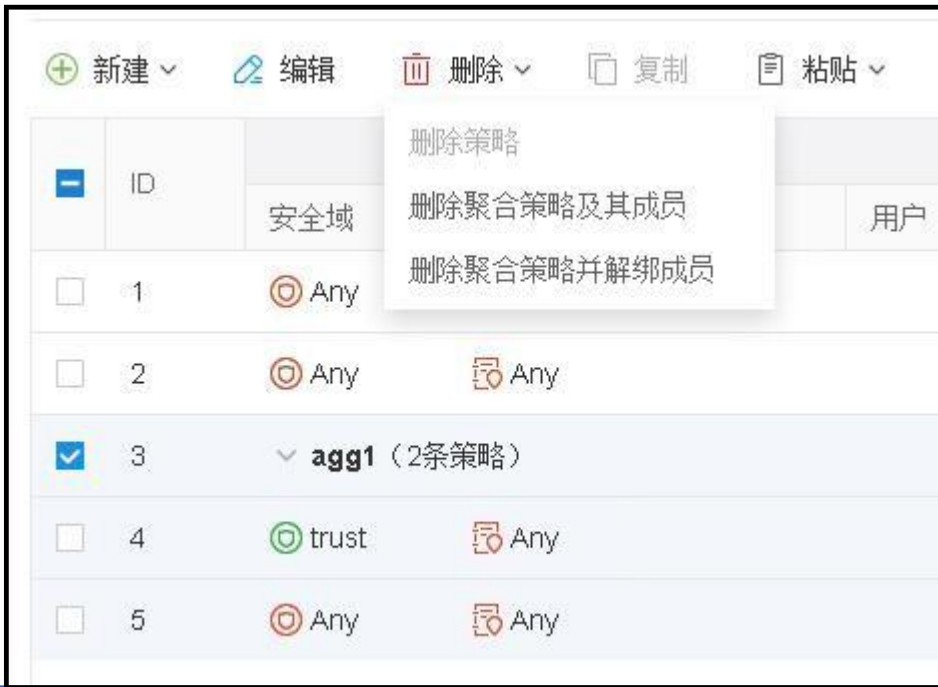 新建 编辑 删除 复制 粘贴
删除策略
ID
安全域 删除聚合策略及其成员 用户
删除聚合策略并解绑成员
1 Any
2 Any Any
3 agg1（2条策略）
4 trust Any
5 Any Any